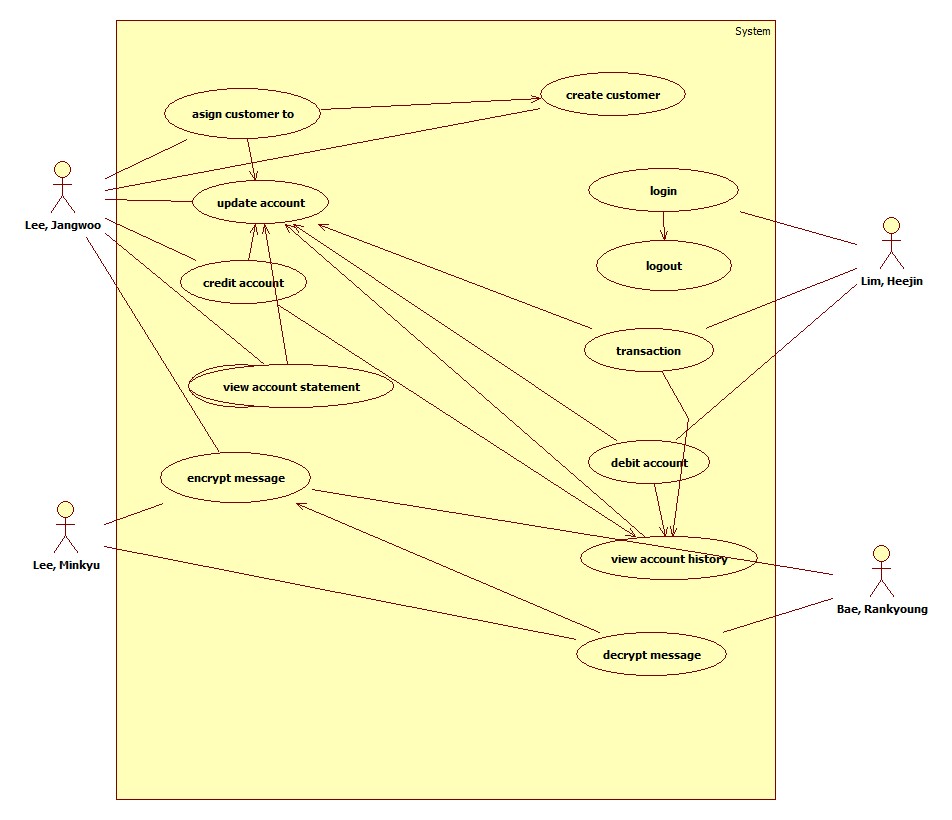 System
create customer
asign customer to
login
update account
Lee, Jangwoo
logout
Lim, Heejin
credit account
transaction
view account statement
debit account
encrypt message
view account history
Lee, Minkyu
Bae, Rankyoung
decrypt message